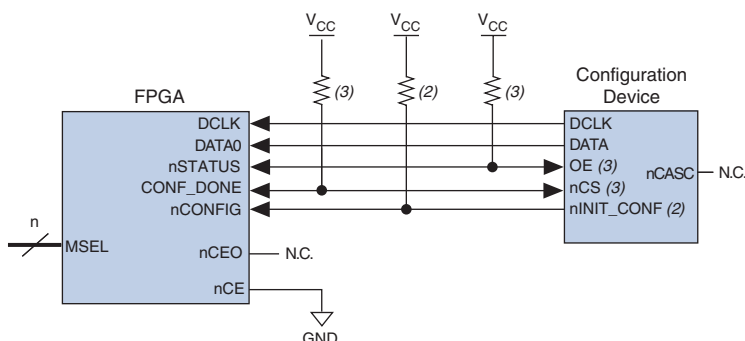 VCC VCC VCC
(3) (2) (3)
FPGA
Configuration
Device
DCLK DCLK
DATA0 DATA
nSTATUS OE (3)
CONF_DONE nCS (3)
nCONFIG nINIT_CONF (2)
nCASC N.C.
n
MSEL
nCEO N.C.
nCE
GND